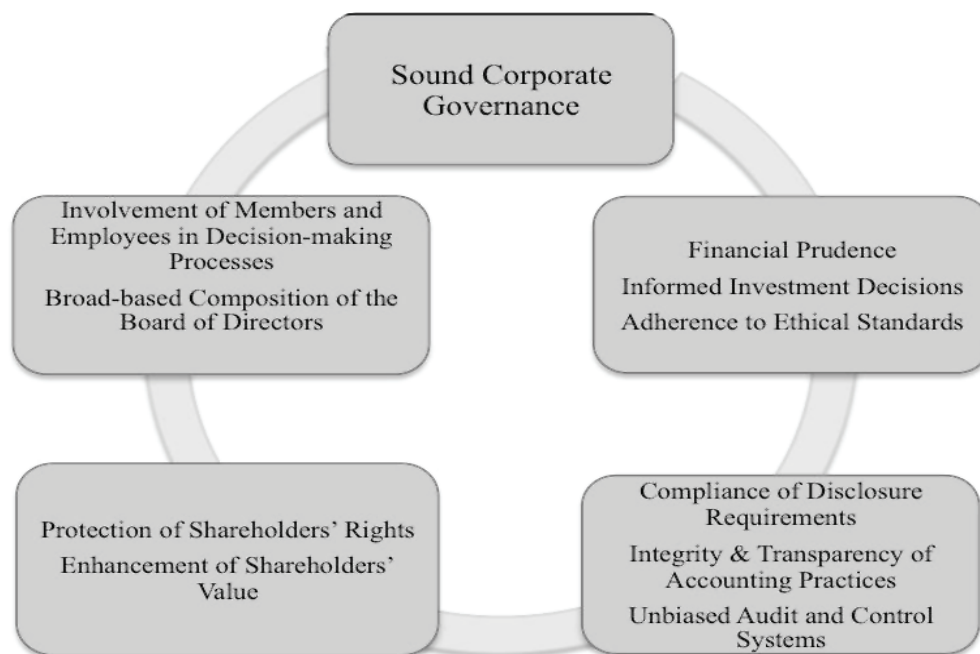 Sound Corporate
Governance
Involvement of Members and
Employees in Decision-making
Processes
Broad-based Composition of the
Board of Directors
Financial Prudence
Informed Investment Decisions
Adherence to Ethical Standards
Protection of Shareholders’ Rights
Enhancement of Shareholders’
Value
Compliance of Disclosure
Requirements
Integrity & Transparency of
Accounting Practices
Unbiased Audit and Control
Systems